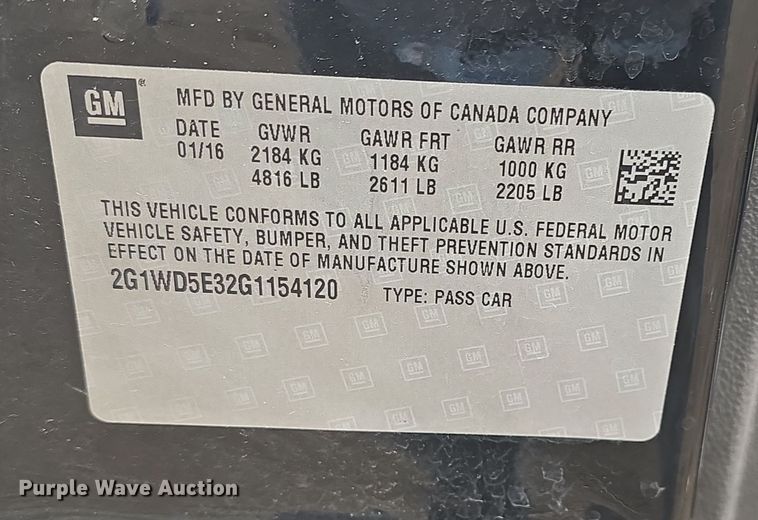 GM ® MFD BY GENERAL MOTORS OF CANADA COMPANY
DATE GVWR GAWR FRT GAWR RR
01/16 2184 KG 1184 KG 1000 KG
4816 LB 2611 LB 2205 LB
THIS VEHICLE CONFORMS TO ALL APPLICABLE U.S. FEDERAL MOTOR
VEHICLE SAFETY, BUMPER, AND THEFT PREVENTION STANDARDS IN
EFFECT ON THE DATE OF MANUFACTURE SHOWN ABOVE.
2G1WD5E32G1154120 TYPE: PASS CAR
Purple Wave Auction